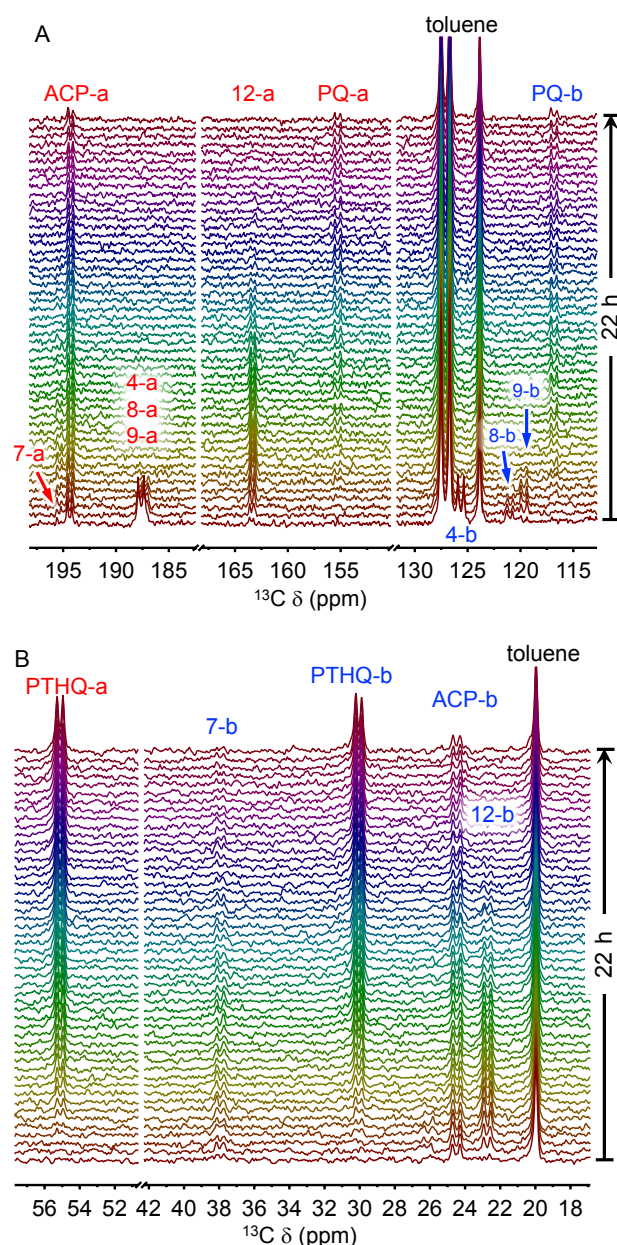 A
toluene
ACP-a 12-a PQ-a PQ-b
22 h
4-a
8-a
9-a
7-a
9-b
8-b
4-b
195 190 185 165 160 155 130 125 120 115
¹³C δ (ppm)
B
toluene
PTHQ-a PTHQ-b
7-b ACP-b
12-b
22 h
56 54 52 42 40 38 36 34 32 30 28 26 24 22 20 18
¹³C δ (ppm)